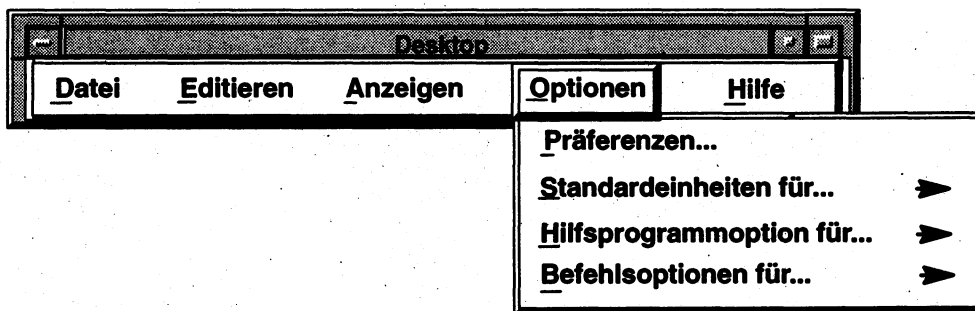 Desktop
Datei Editieren Anzeigen Optionen Hilfe
Präferenzen...
Standardeinheiten für...
Hilfsprogrammoption für...
Befehlsoptionen für...